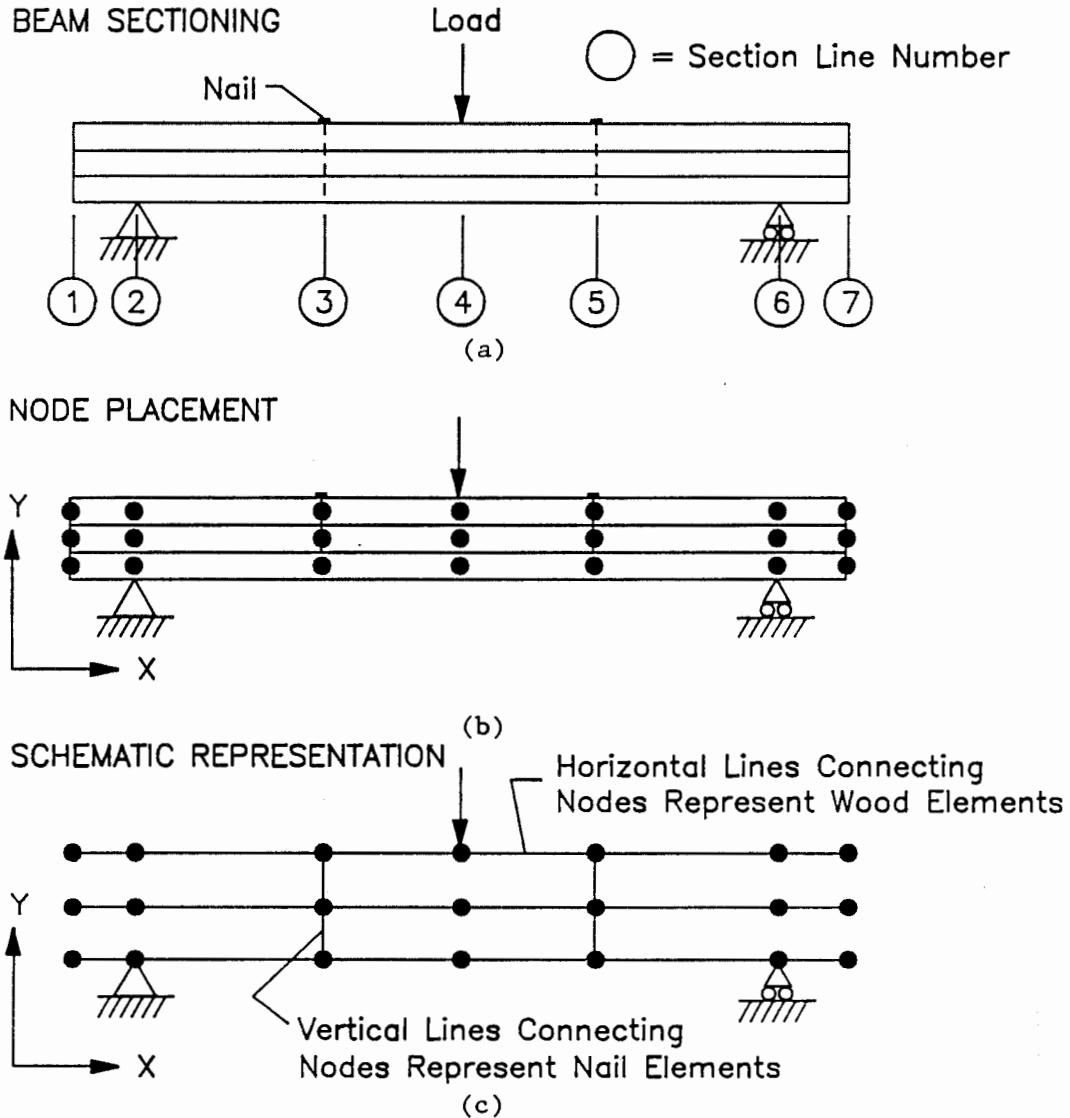 BEAM SECTIONING
Load
= Section Line Number
Nail
1 2 3 4 5 6 7
(a)
NODE PLACEMENT
Y
X
(b)
SCHEMATIC REPRESENTATION
Horizontal Lines Connecting
Nodes Represent Wood Elements
Y
X
Vertical Lines Connecting
Nodes Represent Nail Elements
(c)